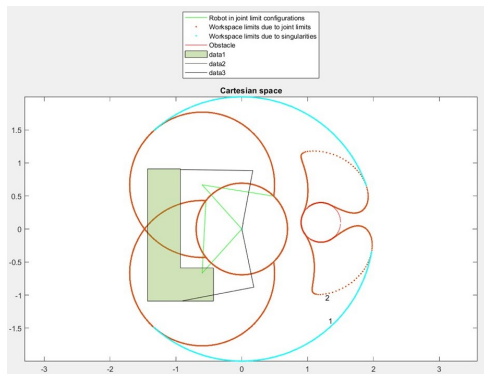 Robot in joint limit configurations
Workspace limits due to joint limits
Workspace limits due to singularities
Obstacle
data1
data2
data3
Cartesian space
1.5
1
0.5
0
-0.5
-1
-1.5
2
1
-3 -2 -1 0 1 2 3